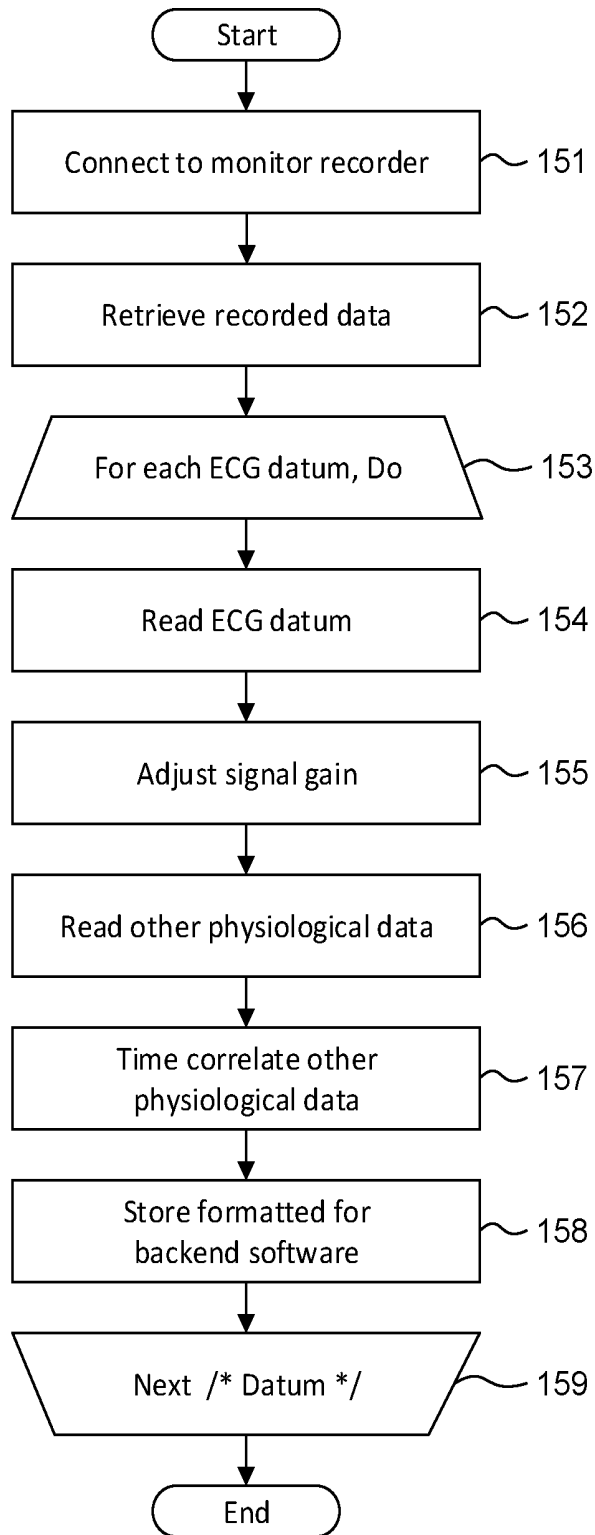 Start
Connect to monitor recorder
151
Retrieve recorded data
152
For each ECG datum, Do
153
Read ECG datum
154
Adjust signal gain
155
Read other physiological data
156
Time correlate other
physiological data
157
Store formatted for
backend software
158
Next /* Datum */
159
End